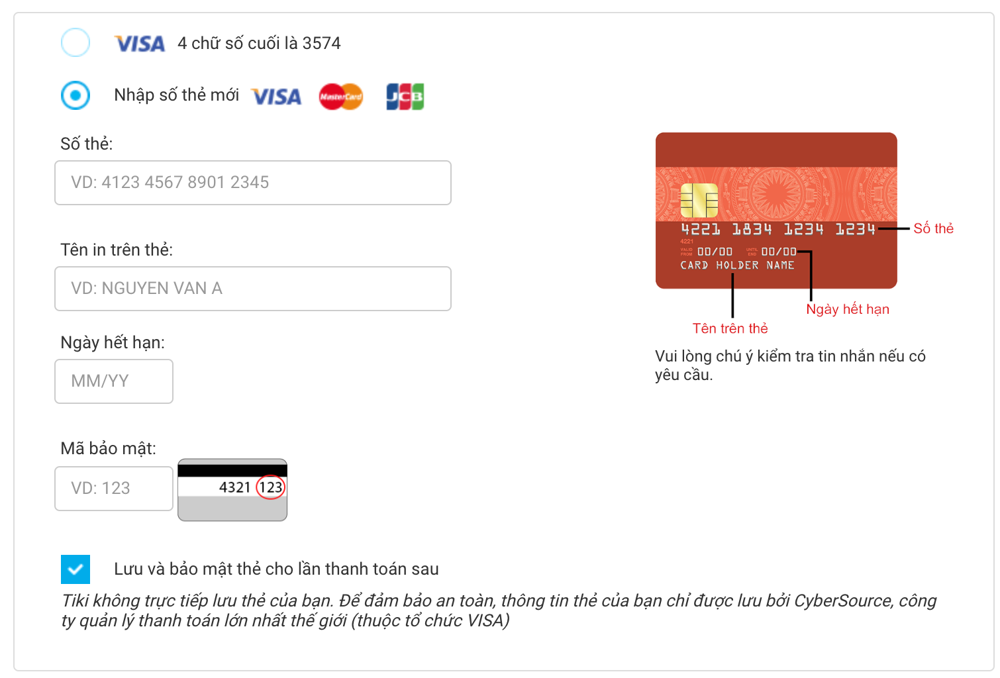 VISA 4 chữ số cuối là 3574
Nhập số thẻ mới VISA MasterCard JCB
Số thẻ:
VD: 4123 4567 8901 2345
Tên in trên thẻ:
VD: NGUYEN VAN A
Ngày hết hạn:
MM/YY
Mã bảo mật:
VD: 123
4321 123
4221 1834 1234 1234 Số thẻ
4221
VALID FROM 00/00 UNTIL END 00/00
CARD HOLDER NAME
Ngày hết hạn
Tên trên thẻ
Vui lòng chú ý kiểm tra tin nhắn nếu có
yêu cầu.
Lưu và bảo mật thẻ cho lần thanh toán sau
Tiki không trực tiếp lưu thẻ của bạn. Để đảm bảo an toàn, thông tin thẻ của bạn chỉ được lưu bởi CyberSource, công
ty quản lý thanh toán lớn nhất thế giới (thuộc tổ chức VISA)